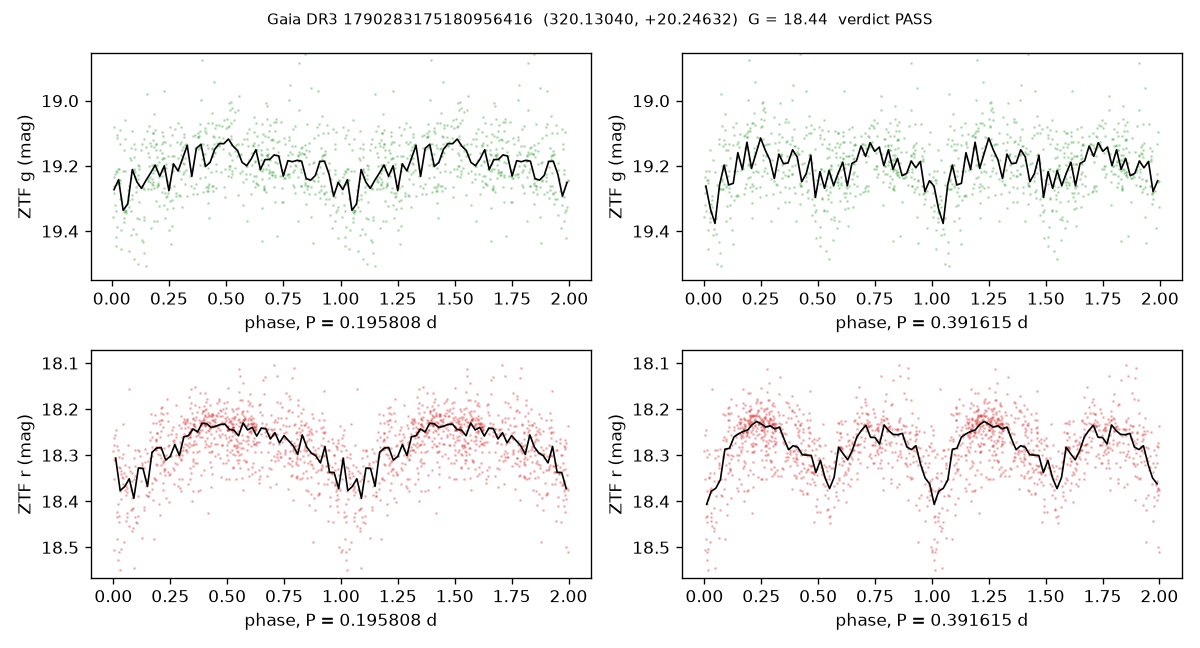 Gaia DR3 1790283175180956416  (320.13040, +20.24632)  G = 18.44  verdict PASS
ZTF g (mag)
19.0
19.2
19.4
0.00 0.25 0.50 0.75 1.00 1.25 1.50 1.75 2.00
phase, P = 0.195808 d
ZTF g (mag)
19.0
19.2
19.4
0.00 0.25 0.50 0.75 1.00 1.25 1.50 1.75 2.00
phase, P = 0.391615 d
ZTF r (mag)
18.1
18.2
18.3
18.4
18.5
0.00 0.25 0.50 0.75 1.00 1.25 1.50 1.75 2.00
phase, P = 0.195808 d
ZTF r (mag)
18.1
18.2
18.3
18.4
18.5
0.00 0.25 0.50 0.75 1.00 1.25 1.50 1.75 2.00
phase, P = 0.391615 d